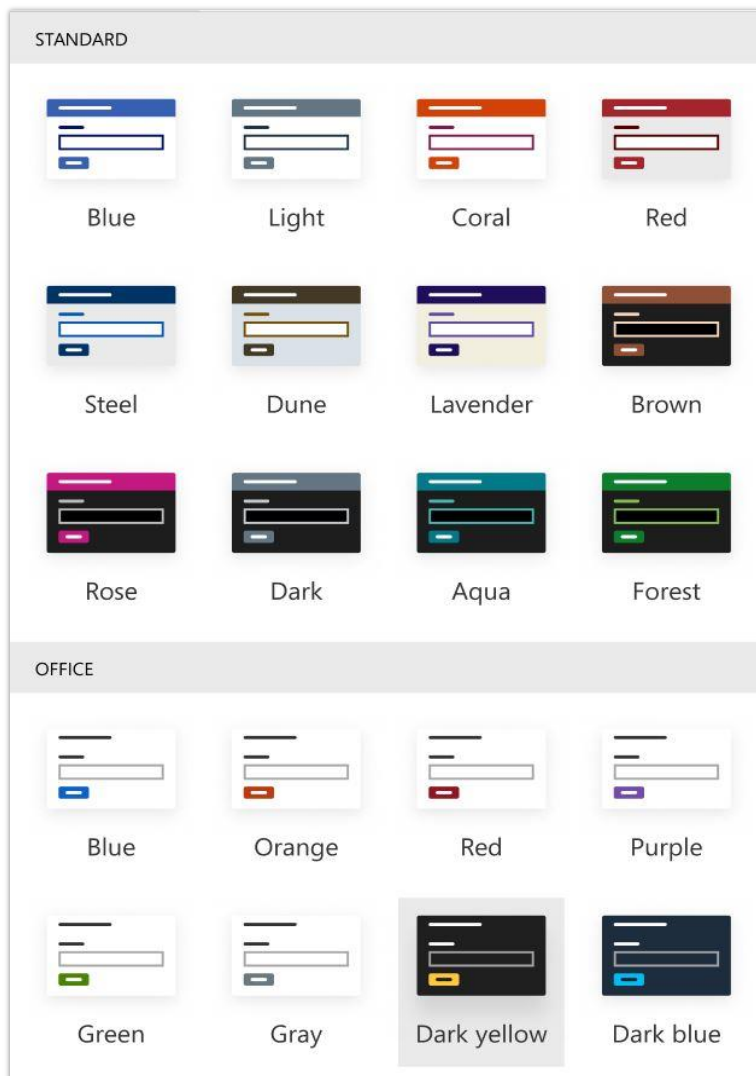 STANDARD
Blue Light Coral Red
Steel Dune Lavender Brown
Rose Dark Aqua Forest
OFFICE
Blue Orange Red Purple
Green Gray Dark yellow Dark blue